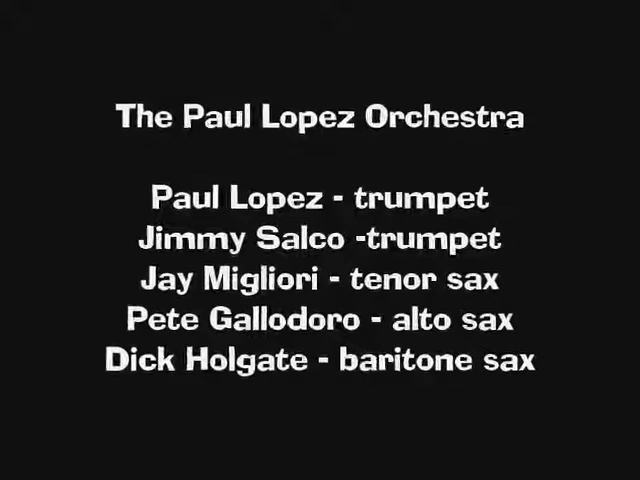 The Paul Lopez Orchestra
Paul Lopez - trumpet
Jimmy Salco -trumpet
Jay Migliori - tenor sax
Pete Gallodoro - alto sax
Dick Holgate - baritone sax